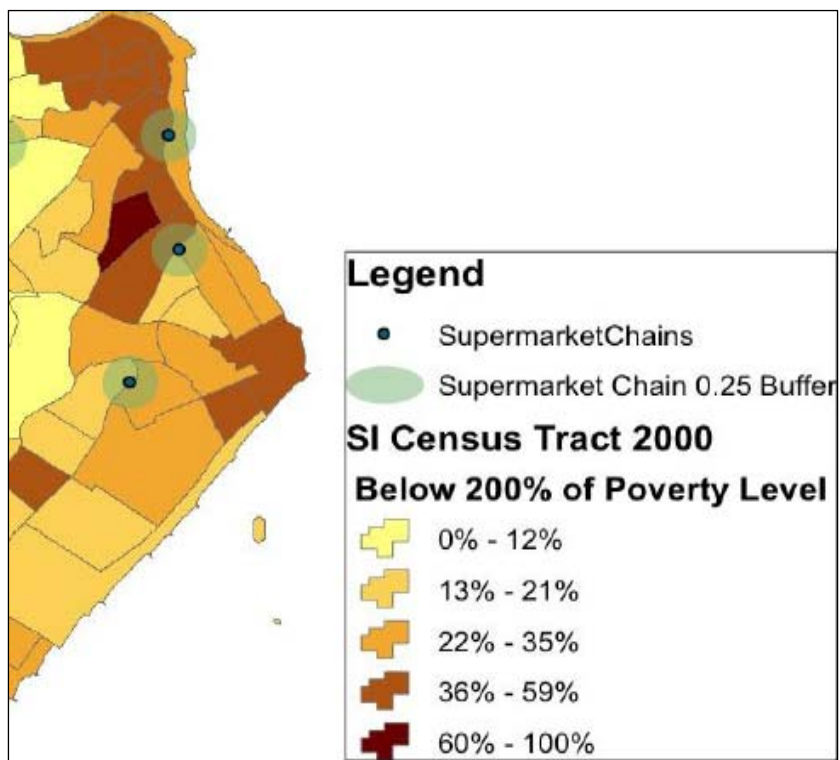 Legend
SupermarketChains
Supermarket Chain 0.25 Buffer
SI Census Tract 2000
Below 200% of Poverty Level
0% - 12%
13% - 21%
22% - 35%
36% - 59%
60% - 100%